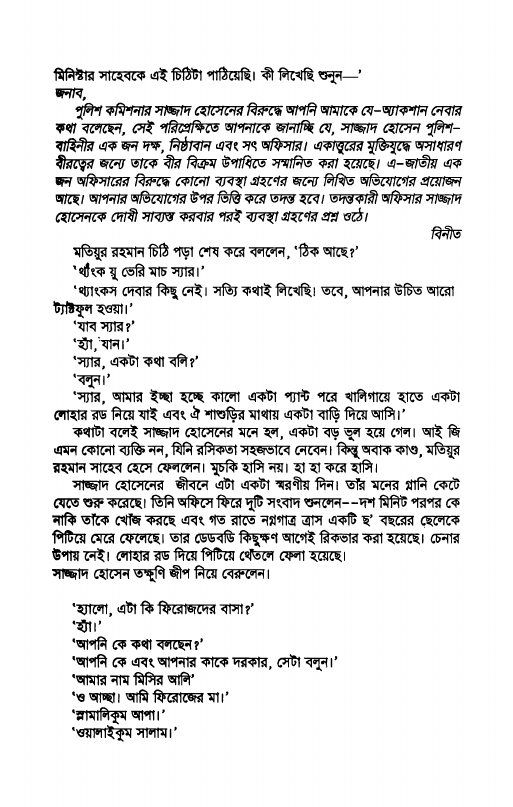 মিনিস্টার সাহেবকে এই চিঠিটা পাঠিয়েছি। কী লিখেছি শুনুন—’
জনাব,
পুলিশ কমিশনার সাজ্জাদ হোসেনের বিরুদ্ধে আপনি আমাকে যে-অ্যাকশান নেবার
কথা বলেছেন, সেই পরিপ্রেক্ষিতে আপনাকে জানাচ্ছি যে, সাজ্জাদ হোসেন পুলিশ-
বাহিনীর এক জন দক্ষ, নিষ্ঠাবান এবং সৎ অফিসার। একাত্তুরের মুক্তিযুদ্ধে অসাধারণ
বীরত্বের জন্যে তাকে বীর বিক্রম উপাধিতে সম্মানিত করা হয়েছে। এ-জাতীয় এক
জন অফিসারের বিরুদ্ধে কোনো ব্যবস্থা গ্রহণের জন্যে লিখিত অভিযোগের প্রয়োজন
আছে। আপনার অভিযোগের উপর ভিত্তি করে তদন্ত হবে। তদন্তকারী অফিসার সাজ্জাদ
হোসেনকে দোষী সাব্যস্ত করবার পরই ব্যবস্থা গ্রহণের প্রশ্ন ওঠে।
বিনীত
মতিয়ুর রহমান চিঠি পড়া শেষ করে বললেন, ‘ঠিক আছে?’
‘থ্যাংক য়ু ভেরি মাচ স্যার।’
‘থ্যাংকস দেবার কিছু নেই। সত্যি কথাই লিখেছি। তবে, আপনার উচিত আরো
ট্যাক্টফুল হওয়া।’
‘যাব স্যার?’
‘হ্যাঁ, যান।’
‘স্যার, একটা কথা বলি?’
‘বলুন।’
‘স্যার, আমার ইচ্ছা হচ্ছে কালো একটা প্যান্ট পরে খালিগায়ে হাতে একটা
লোহার রড নিয়ে যাই এবং ঐ শাশুড়ির মাথায় একটা বাড়ি দিয়ে আসি।’
কথাটা বলেই সাজ্জাদ হোসেনের মনে হল, একটা বড় ভুল হয়ে গেল। আই জি
এমন কোনো ব্যক্তি নন, যিনি রসিকতা সহজভাবে নেবেন। কিন্তু অবাক কাণ্ড, মতিয়ুর
রহমান সাহেব হেসে ফেললেন। মুচকি হাসি নয়। হা হা করে হাসি।
সাজ্জাদ হোসেনের জীবনে এটা একটা স্মরণীয় দিন। তাঁর মনের গ্লানি কেটে
যেতে শুরু করেছে। তিনি অফিসে ফিরে দুটি সংবাদ শুনলেন--দশ মিনিট পরপর কে
নাকি তাঁকে খোঁজ করছে এবং গত রাতে নগ্নগাত্র ত্রাস একটি ছ’ বছরের ছেলেকে
পিটিয়ে মেরে ফেলেছে। তার ডেডবডি কিছুক্ষণ আগেই রিকভার করা হয়েছে। চেনার
উপায় নেই। লোহার রড দিয়ে পিটিয়ে থেঁতলে ফেলা হয়েছে।
সাজ্জাদ হোসেন তক্ষুণি জীপ নিয়ে বেরুলেন।
‘হ্যালো, এটা কি ফিরোজদের বাসা?’
‘হ্যাঁ।’
‘আপনি কে কথা বলছেন?’
‘আপনি কে এবং আপনার কাকে দরকার, সেটা বলুন।’
‘আমার নাম মিসির আলি’
‘ও আচ্ছা। আমি ফিরোজের মা।’
‘স্লামালিকুম আপা।’
‘ওয়ালাইকুম সালাম।’